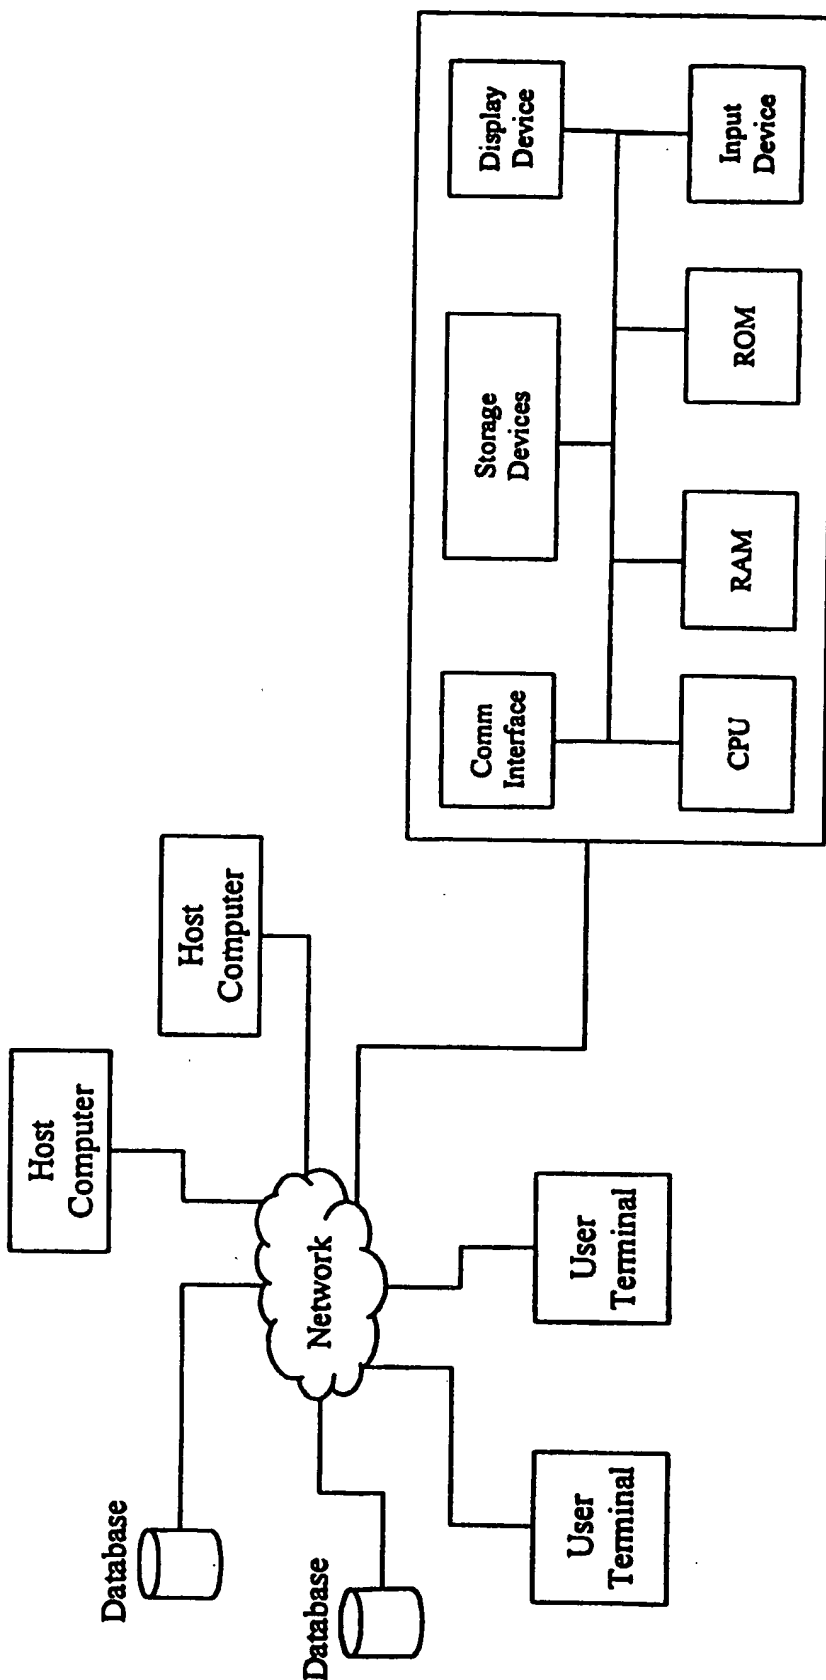 Database
Database
Host
Computer
Host
Computer
Network
User
Terminal
User
Terminal
Comm
Interface
Storage
Devices
Display
Device
CPU
RAM
ROM
Input
Device